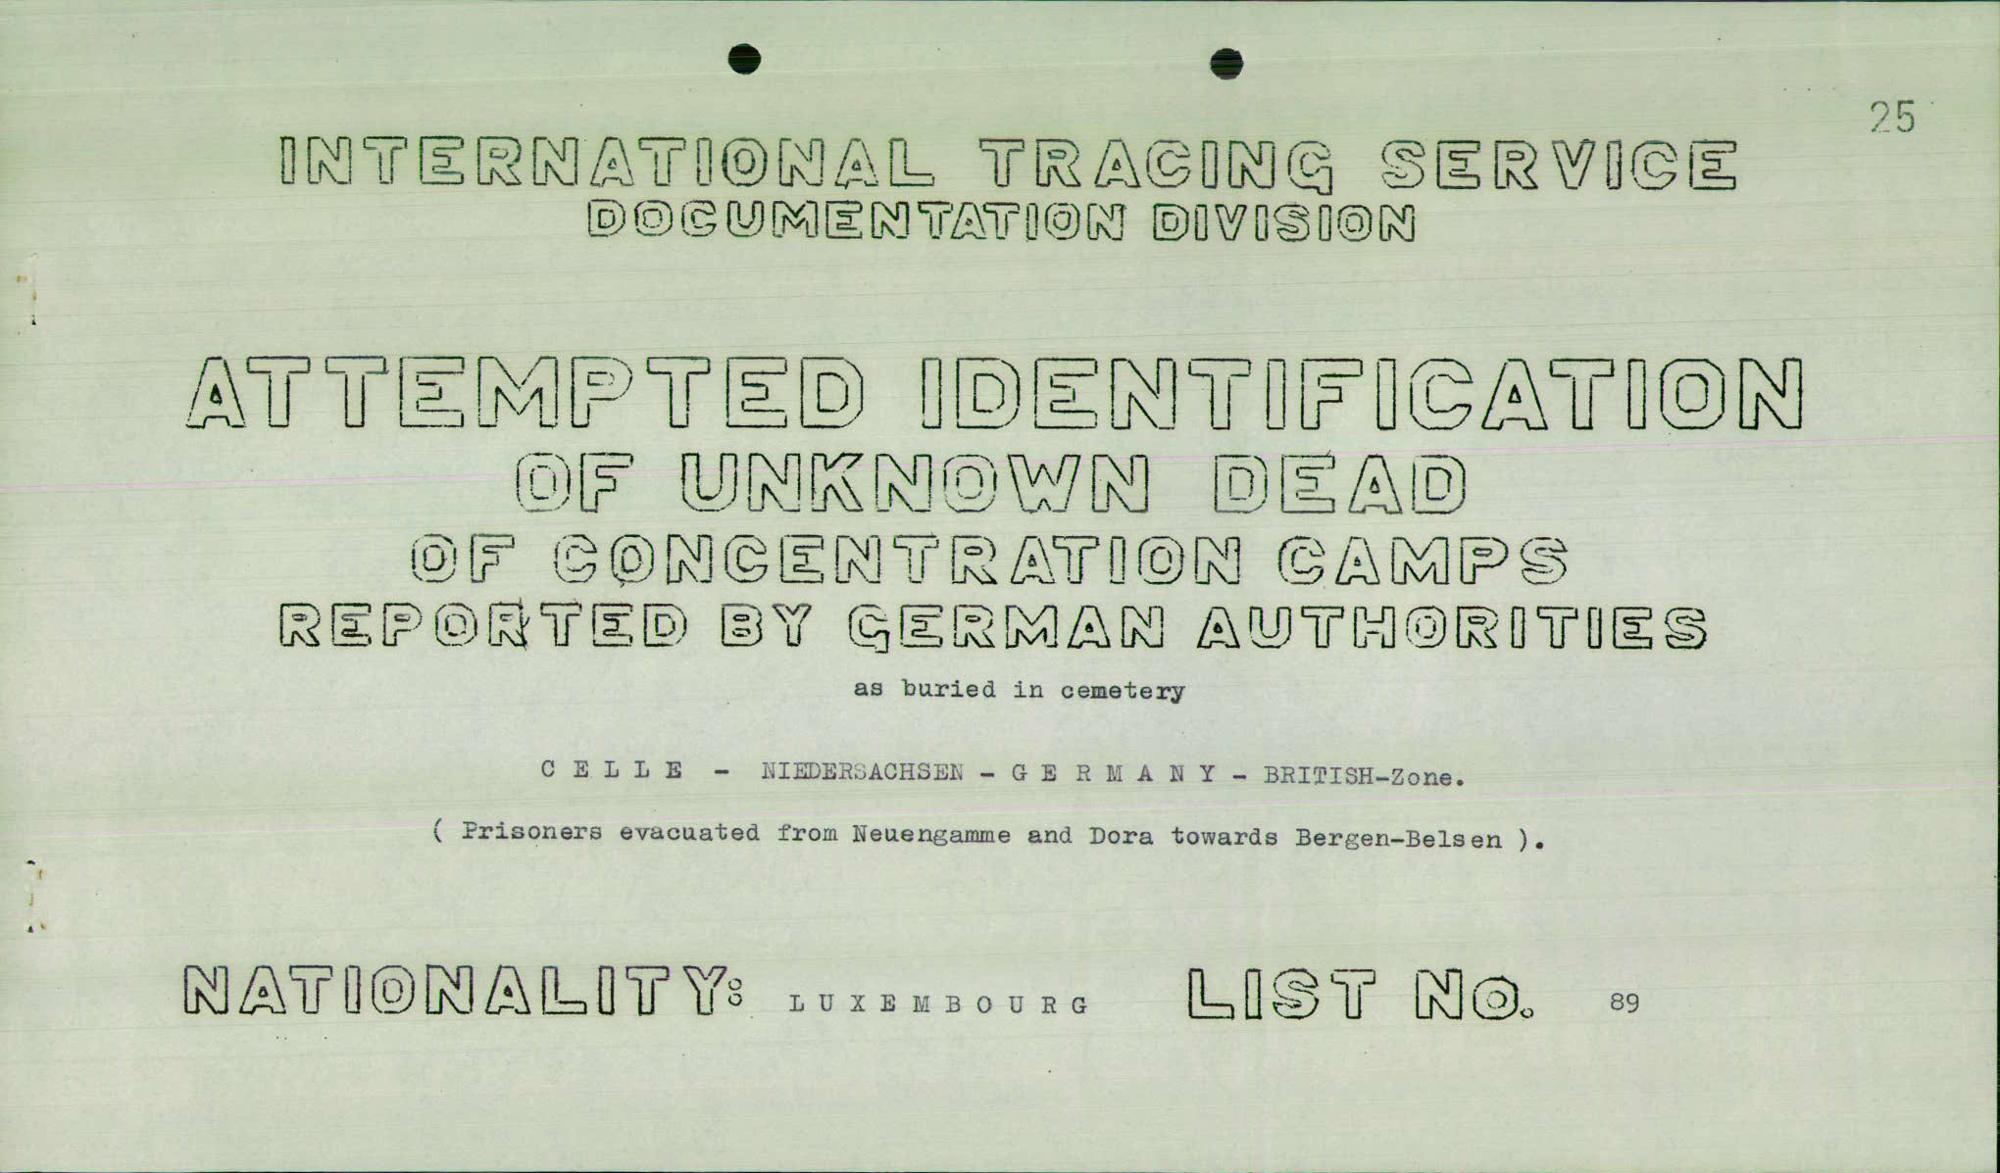 25
INTERNATIONAL TRACING SERVICE
DOCUMENTATION DIVISION
ATTEMPTED IDENTIFICATION
OF UNKNOWN DEAD
OF CONCENTRATION CAMPS
REPORTED BY GERMAN AUTHORITIES
as buried in cemetery
C E L L E - NIEDERSACHSEN - G E R M A N Y - BRITISH-Zone.
( Prisoners evacuated from Neuengamme and Dora towards Bergen-Belsen ).
NATIONALITY: L U X E M B O U R G LIST No. 89